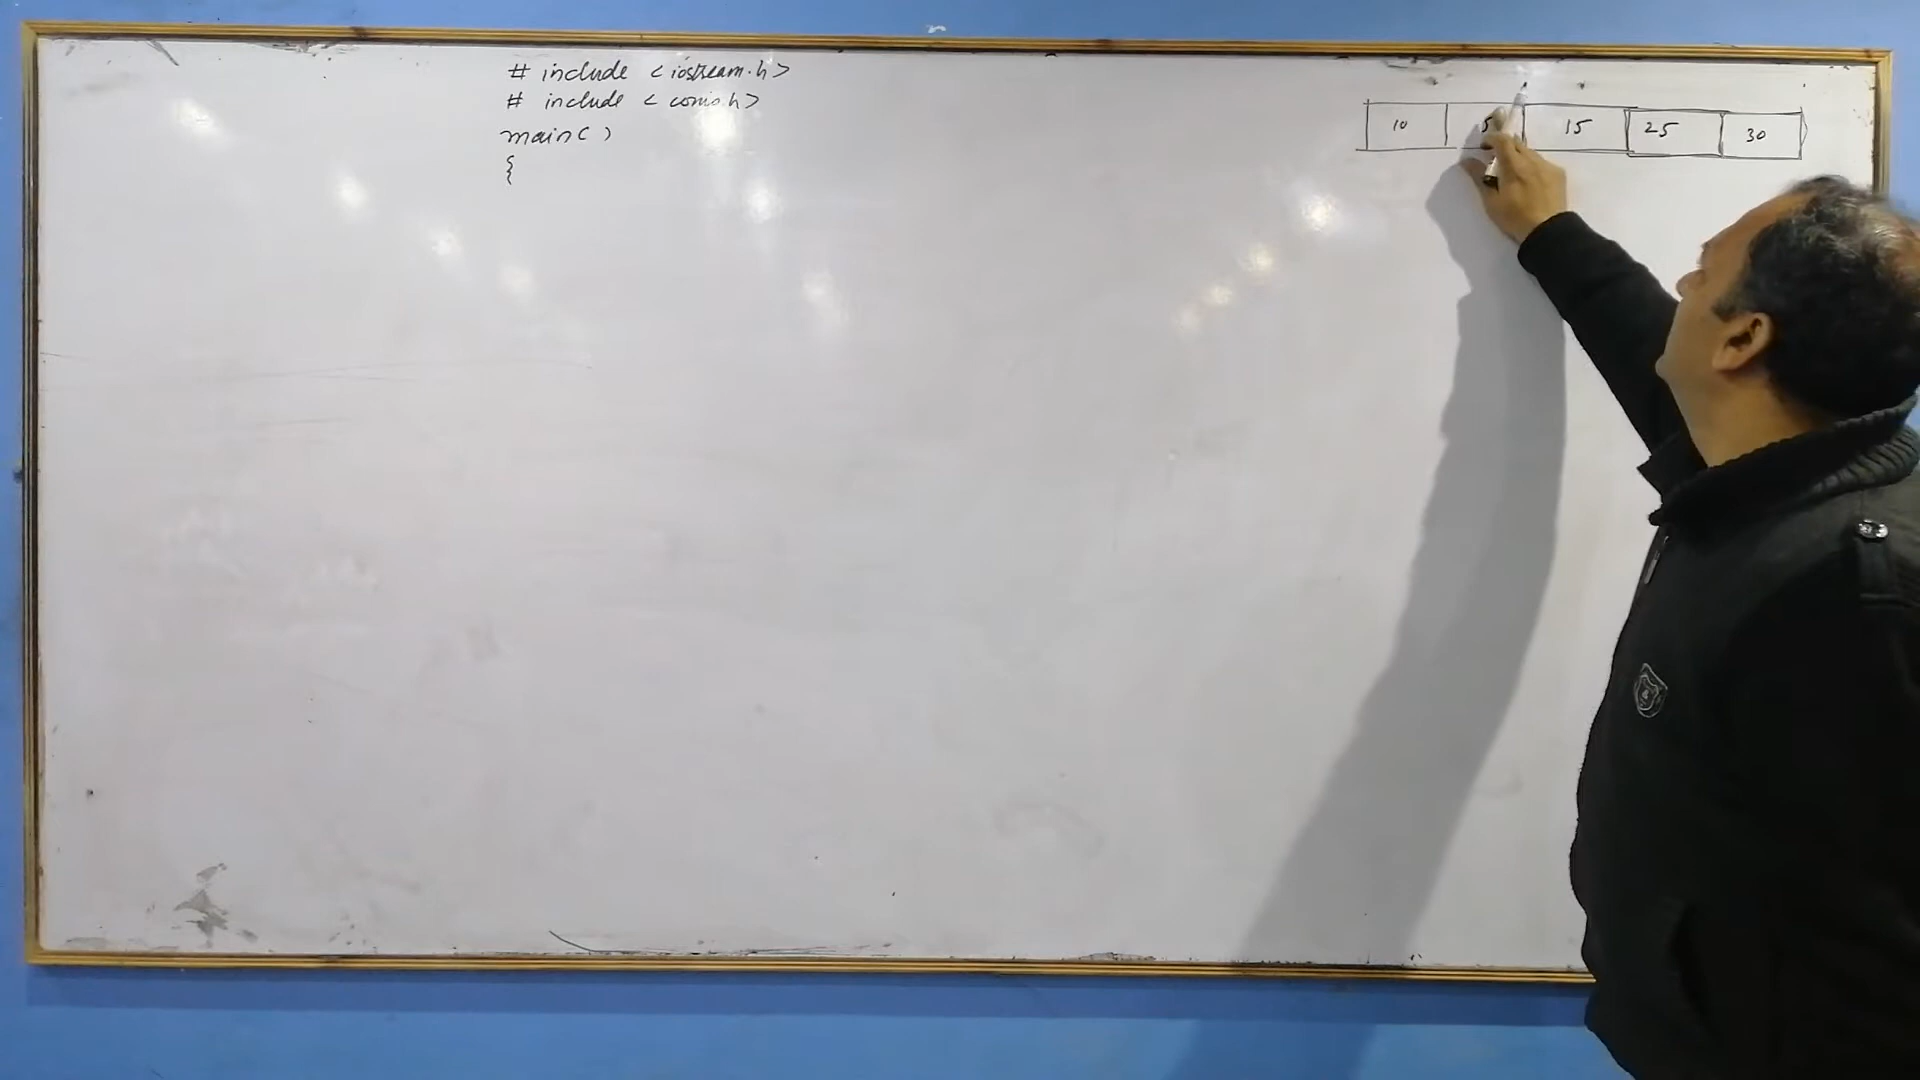 # include <iostream.h>
# include <conio.h>
main()
{
10 5 15 25 30